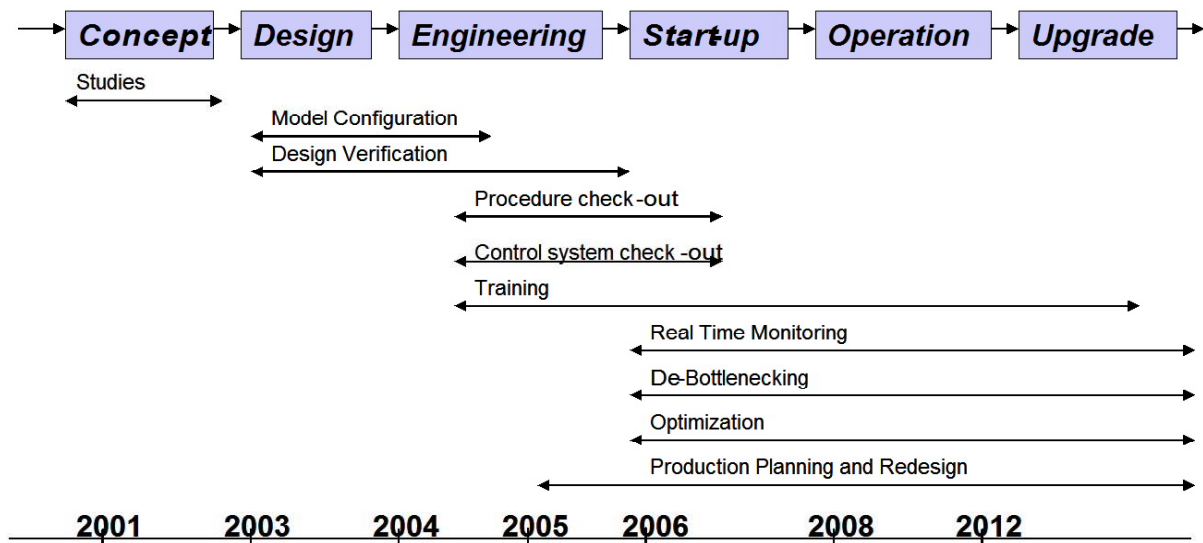 Concept Design Engineering Start-up Operation Upgrade
Studies
Model Configuration
Design Verification
Procedure check-out
Control system check-out
Training
Real Time Monitoring
De-Bottlenecking
Optimization
Production Planning and Redesign
2001 2003 2004 2005 2006 2008 2012